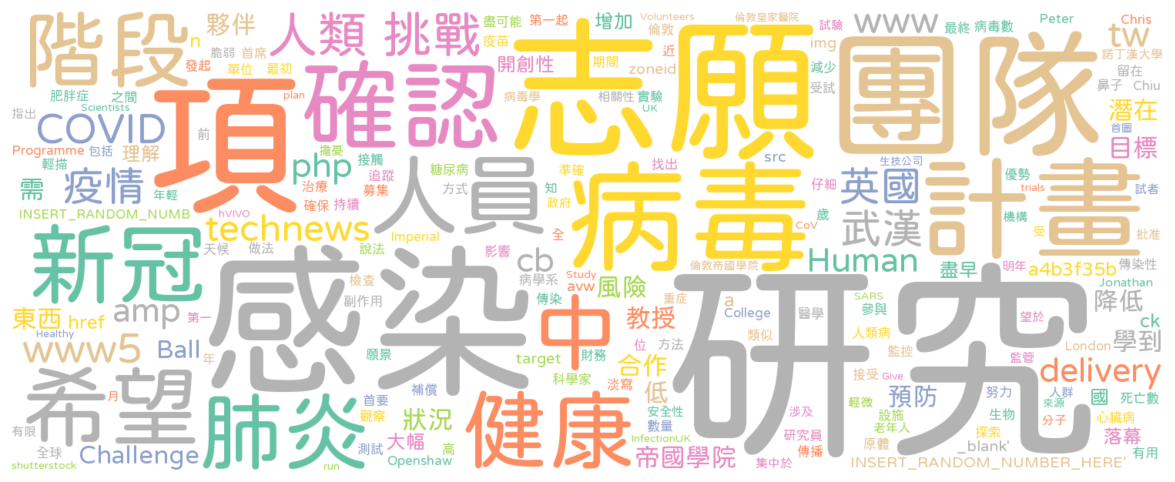 階段
n
夥伴
人類
挑戰
盡可能
第一起
增加
Volunteers
倫敦
倫敦皇家醫院
試驗
www
最終
病毒數
Peter
tw
Chris
諾丁漢大學
脆弱
首席
疫苗
近
img
減少
發起
單位
最初
期間
開創性
zoneid
受試
留在
鼻子
Chiu
肥胖症
之間
Scientists
plan
項
確認
病毒學
相關性
實驗
UK
志願
團隊
潛在
首圖
指出
COVID
前
擔憂
接觸
糖尿病
準確
找出
src
生技公司
目標
Programme
包括
輕描
理解
php
追蹤
方式
知
政府
仔細
英國
優勢
trials
試者
需
疫情
年輕
治療
募集
確保
持續
人員
病毒
歲
武漢
機構
計畫
受
批准
INSERT_RANDOM_NUMB
hVIVO
technews
Imperial
全
CoV
新冠
天候
做法
說法
影響
cb
倫敦帝國學院
Human
盡早
明年
a4b3f35b
傳染性
Jonathan
感染
檢查
副作用
病學系
傳染
Study
avw
風險
重症
a
SARS
參與
望於
降低
東西
href
amp
第一
中
教授
College
醫學
ck
Healthy
www5
Ball
年
願景
位
方法
類似
人類病
監控
London
學到
target
財務
合作
科學家
低
淡寫
接受
輕微
監管
Give
delivery
希望
月
肺炎
補償
首要
觀察
狀況
健康
安全性
數量
涉及
預防
努力
人群
國
死亡數
有限
全球
Challenge
測試
大幅
高
InfectionUK
研究員
設施
老年人
生物
來源
分子
心臟病
shutterstock
run
Openshaw
帝國學院
集中於
傳播
研究
原體
探索
_blank'
落幕
有用
INSERT_RANDOM_NUMBER_HERE'